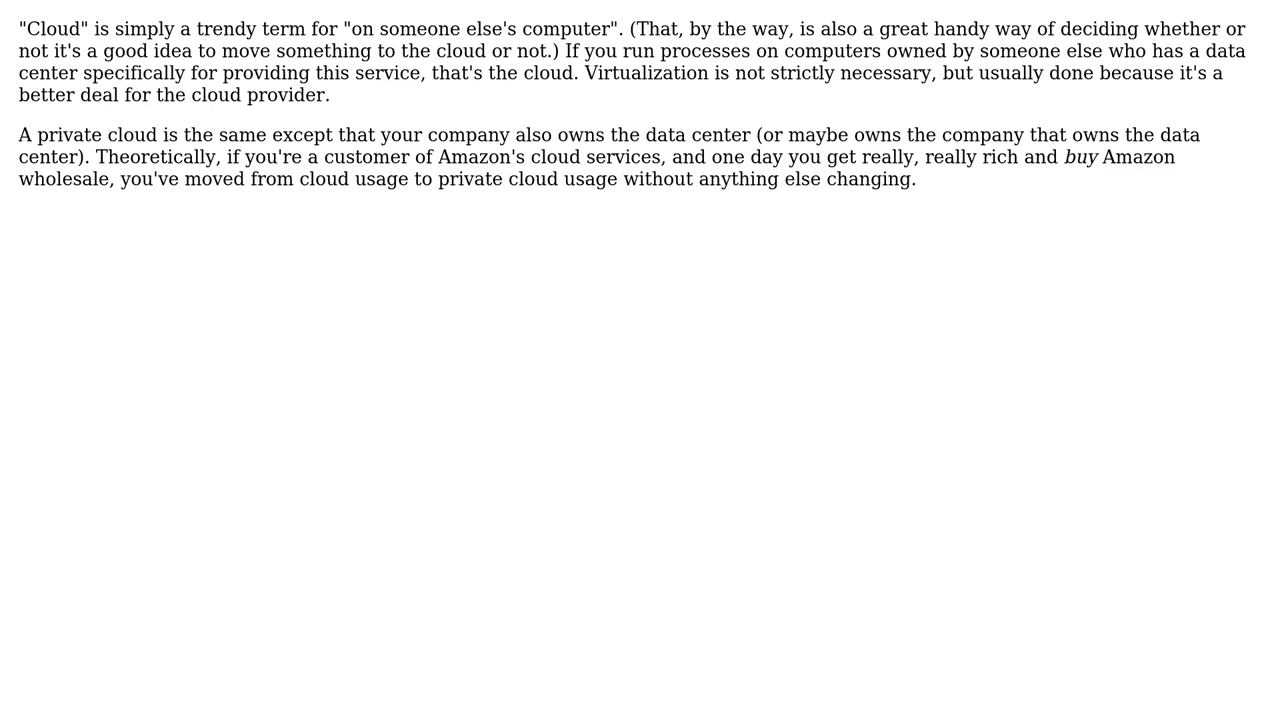 "Cloud" is simply a trendy term for "on someone else's computer". (That, by the way, is also a great handy way of deciding whether or
not it's a good idea to move something to the cloud or not.) If you run processes on computers owned by someone else who has a data
center specifically for providing this service, that's the cloud. Virtualization is not strictly necessary, but usually done because it's a
better deal for the cloud provider.
A private cloud is the same except that your company also owns the data center (or maybe owns the company that owns the data
center). Theoretically, if you're a customer of Amazon's cloud services, and one day you get really, really rich and buy Amazon
wholesale, you've moved from cloud usage to private cloud usage without anything else changing.